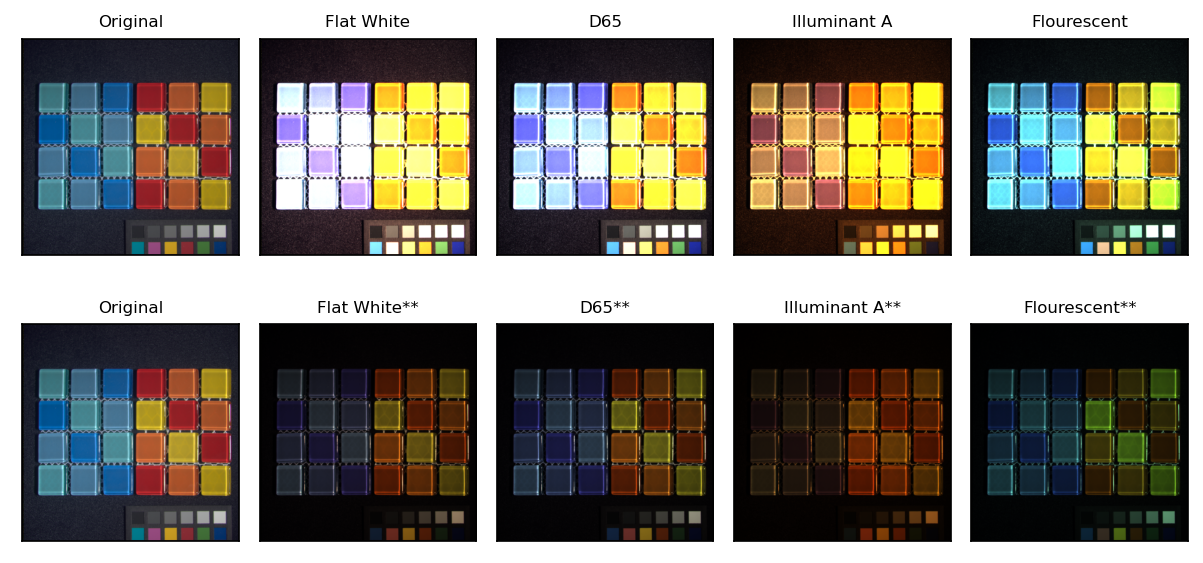 Original Flat White D65 Illuminant A Flourescent
Original Flat White** D65** Illuminant A** Flourescent**